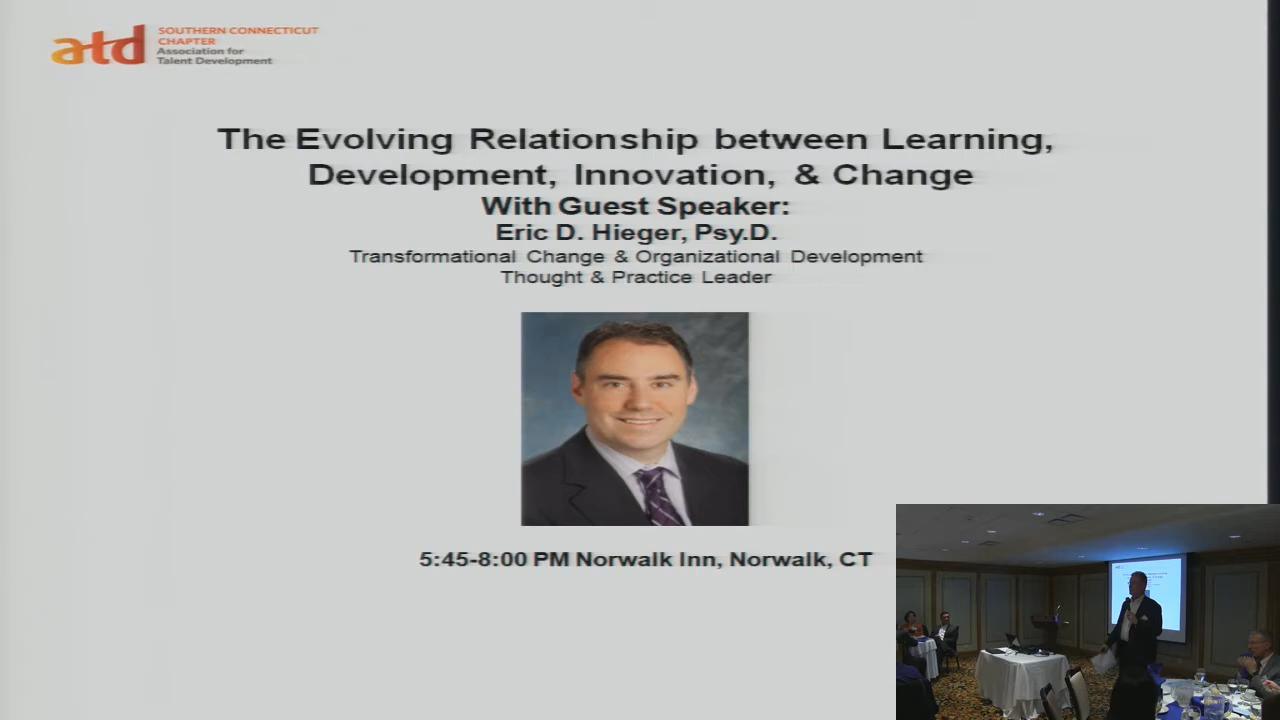 atd
SOUTHERN CONNECTICUT
CHAPTER
Association for
Talent Development
The Evolving Relationship between Learning,
Development, Innovation, & Change
With Guest Speaker:
Eric D. Hieger, Psy.D.
Transformational Change & Organizational Development
Thought & Practice Leader
5:45-8:00 PM Norwalk Inn, Norwalk, CT